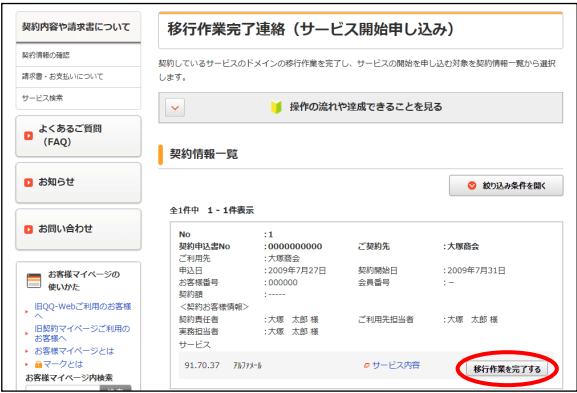 契約内容や請求書について
契約情報の確認
請求書・お支払いについて
サービス検索
よくあるご質問
(FAQ)
お知らせ
お問い合わせ
お客様マイページの
使いかた
旧QQ-Webご利用のお客様
へ
旧契約マイページご利用の
お客様へ
お客様マイページとは
マークとは
お客様マイページ内検索
移行作業完了連絡（サービス開始申し込み）
契約しているサービスのドメインの移行作業を完了し、サービスの開始を申し込む対象を契約情報一覧から選択
します。
操作の流れや達成できることを見る
契約情報一覧
絞り込み条件を開く
全1件中 1 - 1件表示
No :1
契約申込書No :0000000000 ご契約先 :大塚商会
ご利用先 :大塚商会
申込日 :2009年7月27日 契約開始日 :2009年7月31日
お客様番号 :000000 会員番号 :−
契約額 :-----
＜契約お客様情報＞
契約責任者 :大塚 太郎 様 ご利用先担当者 :大塚 太郎 様
実務担当者 :大塚 太郎 様
サービス
91.70.37 ｱﾙﾌｧﾒｰﾙ サービス内容 移行作業を完了する